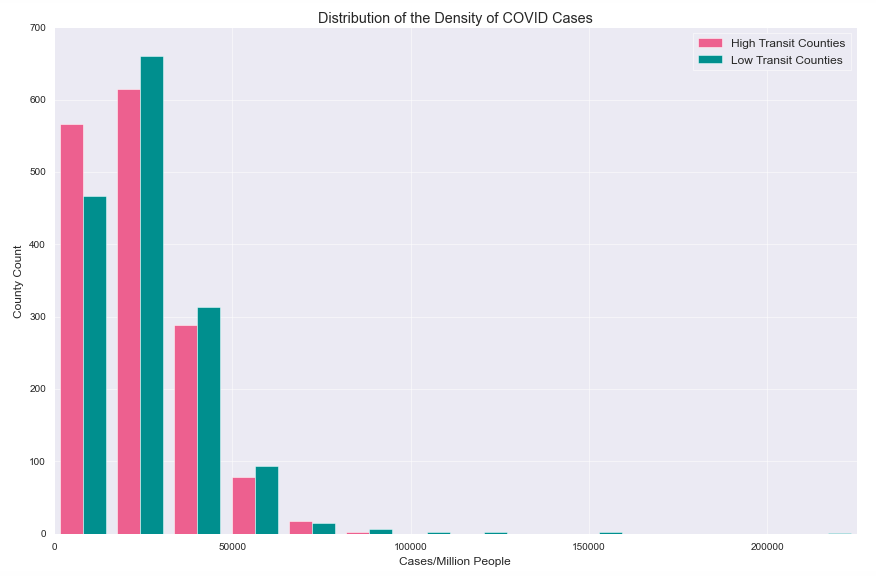 Distribution of the Density of COVID Cases
High Transit Counties
Low Transit Counties
700
600
500
400
300
200
100
0
County Count
0 50000 100000 150000 200000
Cases/Million People